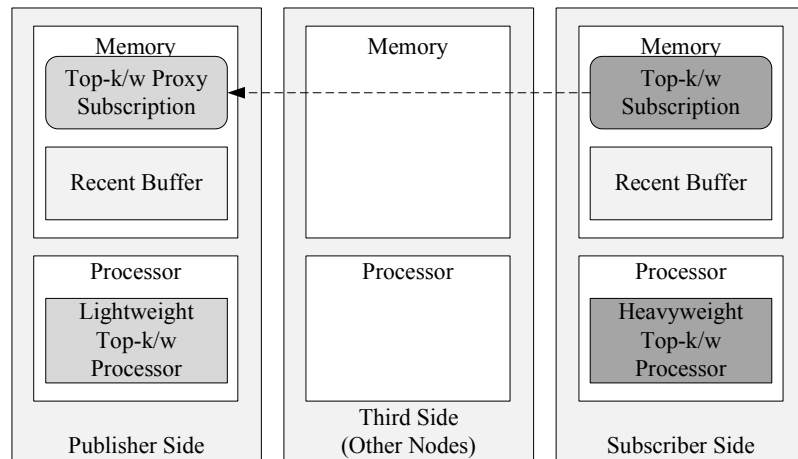 Memory
Top-k/w Proxy
Subscription
Recent Buffer
Processor
Lightweight
Top-k/w
Processor
Publisher Side
Memory
Processor
Third Side
(Other Nodes)
Memory
Top-k/w
Subscription
Recent Buffer
Processor
Heavyweight
Top-k/w
Processor
Subscriber Side